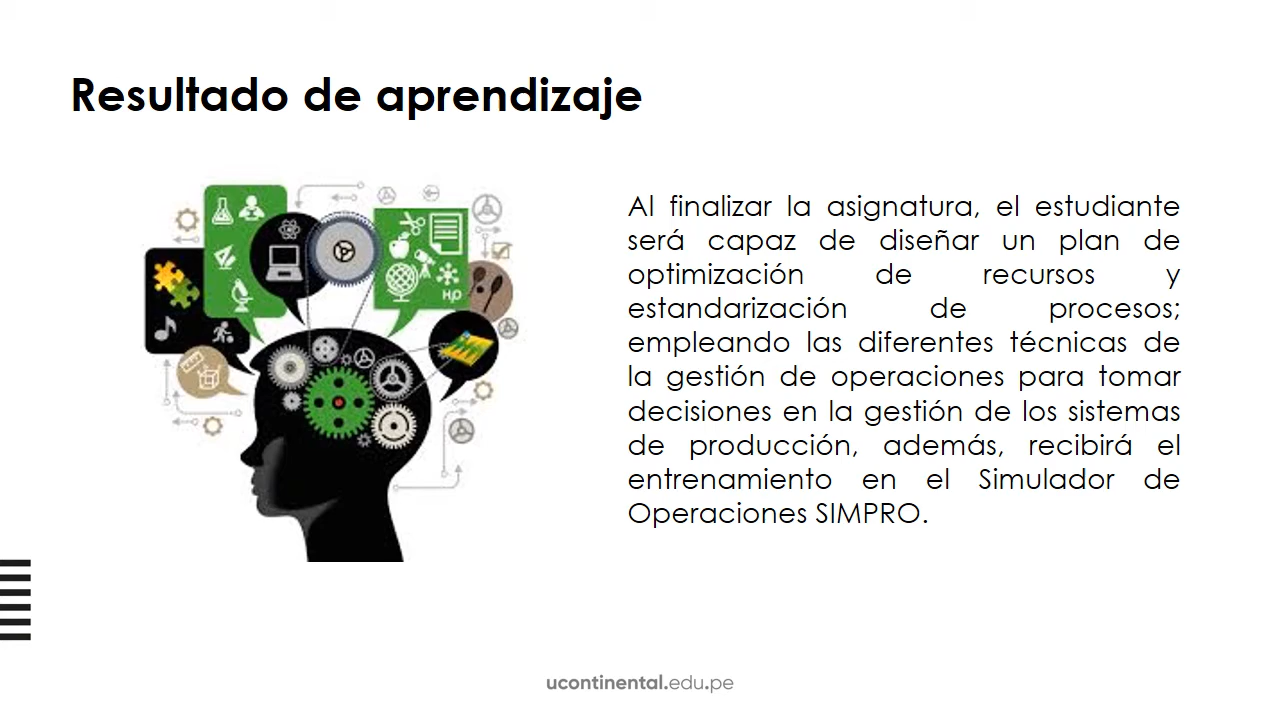 Resultado de aprendizaje
Al finalizar la asignatura, el estudiante
será capaz de diseñar un plan de
optimización de recursos y
estandarización de procesos;
empleando las diferentes técnicas de
la gestión de operaciones para tomar
decisiones en la gestión de los sistemas
de producción, además, recibirá el
entrenamiento en el Simulador de
Operaciones SIMPRO.
ucontinental.edu.pe